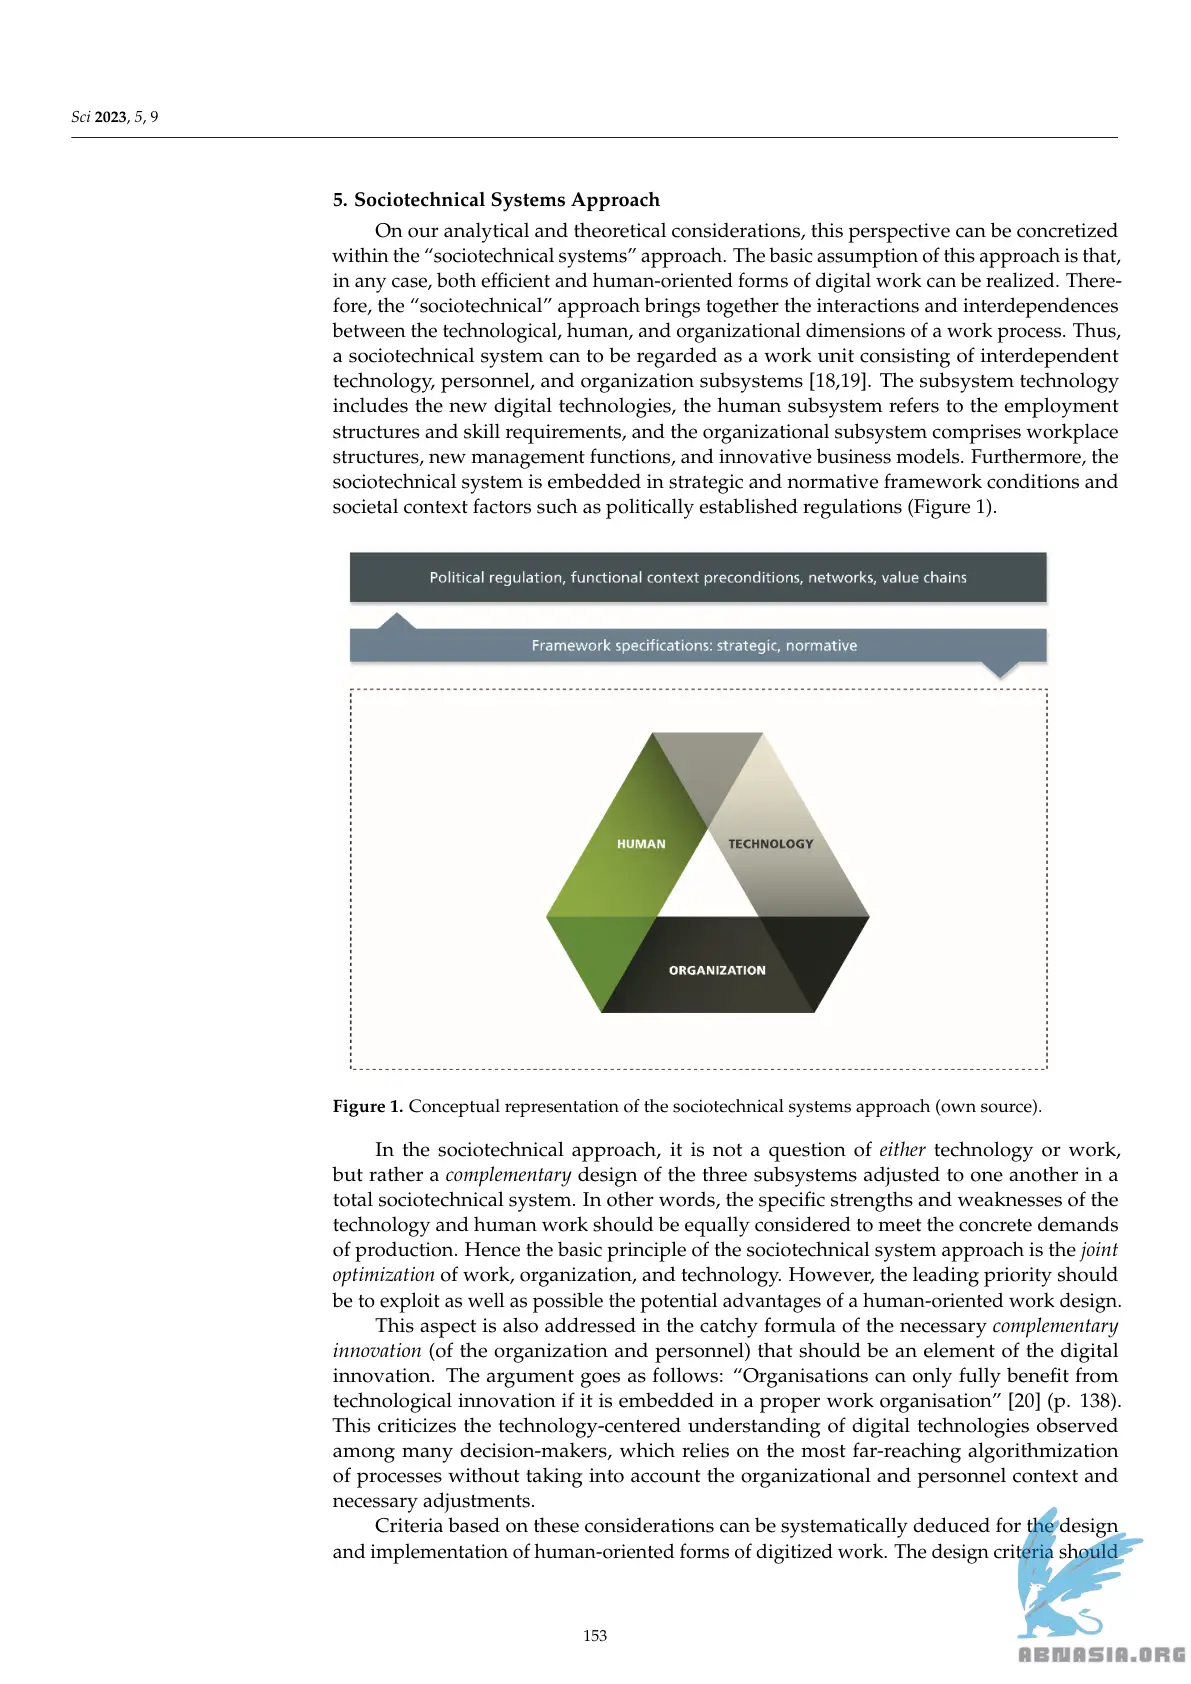 Sci 2023, 5, 9
5. Sociotechnical Systems Approach
On our analytical and theoretical considerations, this perspective can be concretized
within the “sociotechnical systems” approach. The basic assumption of this approach is that,
in any case, both efficient and human-oriented forms of digital work can be realized. There-
fore, the “sociotechnical” approach brings together the interactions and interdependences
between the technological, human, and organizational dimensions of a work process. Thus,
a sociotechnical system can to be regarded as a work unit consisting of interdependent
technology, personnel, and organization subsystems [18,19]. The subsystem technology
includes the new digital technologies, the human subsystem refers to the employment
structures and skill requirements, and the organizational subsystem comprises workplace
structures, new management functions, and innovative business models. Furthermore, the
sociotechnical system is embedded in strategic and normative framework conditions and
societal context factors such as politically established regulations (Figure 1).
Political regulation, functional context preconditions, networks, value chains
Framework specifications: strategic, normative
HUMAN
TECHNOLOGY
ORGANIZATION
Figure 1. Conceptual representation of the sociotechnical systems approach (own source).
In the sociotechnical approach, it is not a question of either technology or work,
but rather a complementary design of the three subsystems adjusted to one another in a
total sociotechnical system. In other words, the specific strengths and weaknesses of the
technology and human work should be equally considered to meet the concrete demands
of production. Hence the basic principle of the sociotechnical system approach is the joint
optimization of work, organization, and technology. However, the leading priority should
be to exploit as well as possible the potential advantages of a human-oriented work design.
This aspect is also addressed in the catchy formula of the necessary complementary
innovation (of the organization and personnel) that should be an element of the digital
innovation. The argument goes as follows: “Organisations can only fully benefit from
technological innovation if it is embedded in a proper work organisation” [20] (p. 138).
This criticizes the technology-centered understanding of digital technologies observed
among many decision-makers, which relies on the most far-reaching algorithmization
of processes without taking into account the organizational and personnel context and
necessary adjustments.
Criteria based on these considerations can be systematically deduced for the design
and implementation of human-oriented forms of digitized work. The design criteria should
153
ABNASIA.ORG